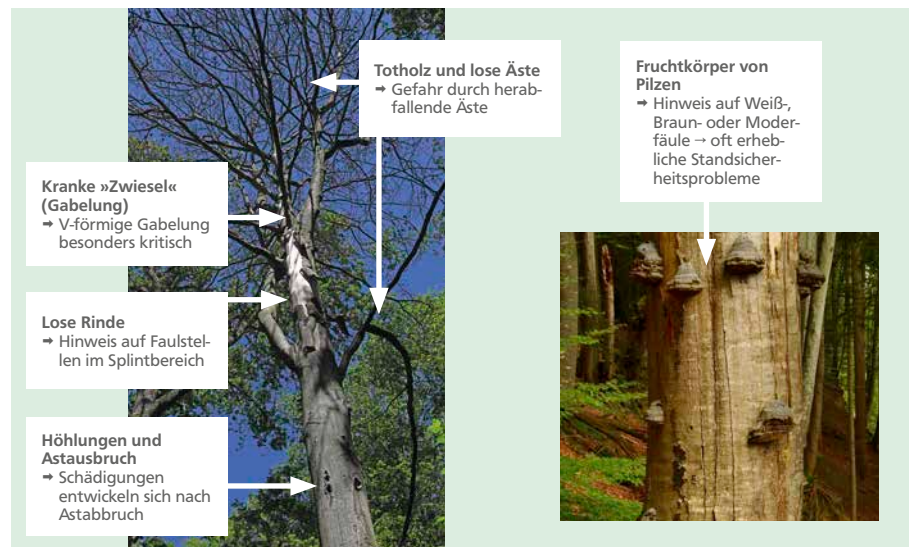 Totholz und lose Äste
➞ Gefahr durch herab-
fallende Äste
Fruchtkörper von
Pilzen
➞ Hinweis auf Weiß-,
Braun- oder Moder-
fäule → oft erheb-
liche Standsicher-
heitsprobleme
Kranke »Zwiesel«
(Gabelung)
➞ V-förmige Gabelung
besonders kritisch
Lose Rinde
➞ Hinweis auf Faulstel-
len im Splintbereich
Höhlungen und
Astausbruch
➞ Schädigungen
entwickeln sich nach
Astabbruch